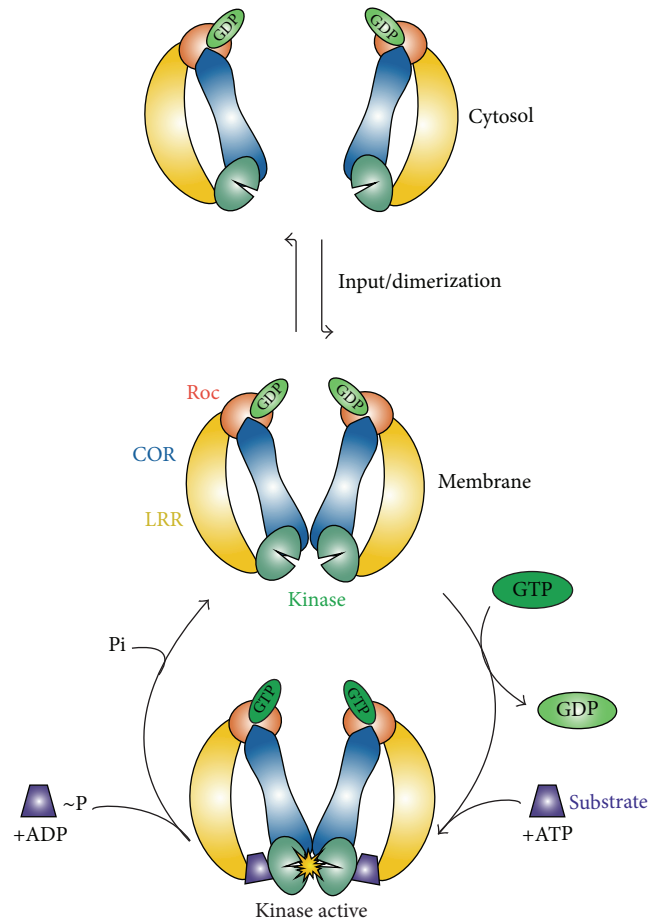 GDP
GDP
Cytosol
Input/dimerization
Roc
GDP
GDP
COR
Membrane
LRR
GTP
Kinase
Pi
GTP
GTP
GDP
~P
Substrate
+ADP
+ATP
Kinase active